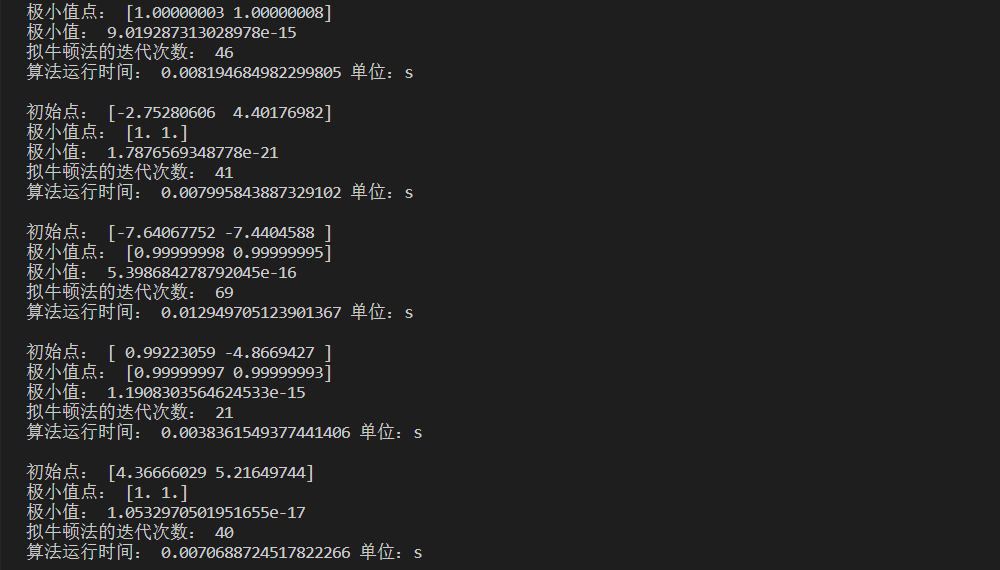 极小值点： [1.00000003 1.00000008]
极小值： 9.019287313028978e-15
拟牛顿法的迭代次数： 46
算法运行时间： 0.008194684982299805 单位：s
初始点： [-2.75280606  4.40176982]
极小值点： [1. 1.]
极小值： 1.7876569348778e-21
拟牛顿法的迭代次数： 41
算法运行时间： 0.007995843887329102 单位：s
初始点： [-7.64067752 -7.4404588 ]
极小值点： [0.99999998 0.99999995]
极小值： 5.398684278792045e-16
拟牛顿法的迭代次数： 69
算法运行时间： 0.012949705123901367 单位：s
初始点： [ 0.99223059 -4.8669427 ]
极小值点： [0.99999997 0.99999993]
极小值： 1.1908303564624533e-15
拟牛顿法的迭代次数： 21
算法运行时间： 0.0038361549377441406 单位：s
初始点： [4.36666029 5.21649744]
极小值点： [1. 1.]
极小值： 1.0532970501951655e-17
拟牛顿法的迭代次数： 40
算法运行时间： 0.0070688724517822266 单位：s